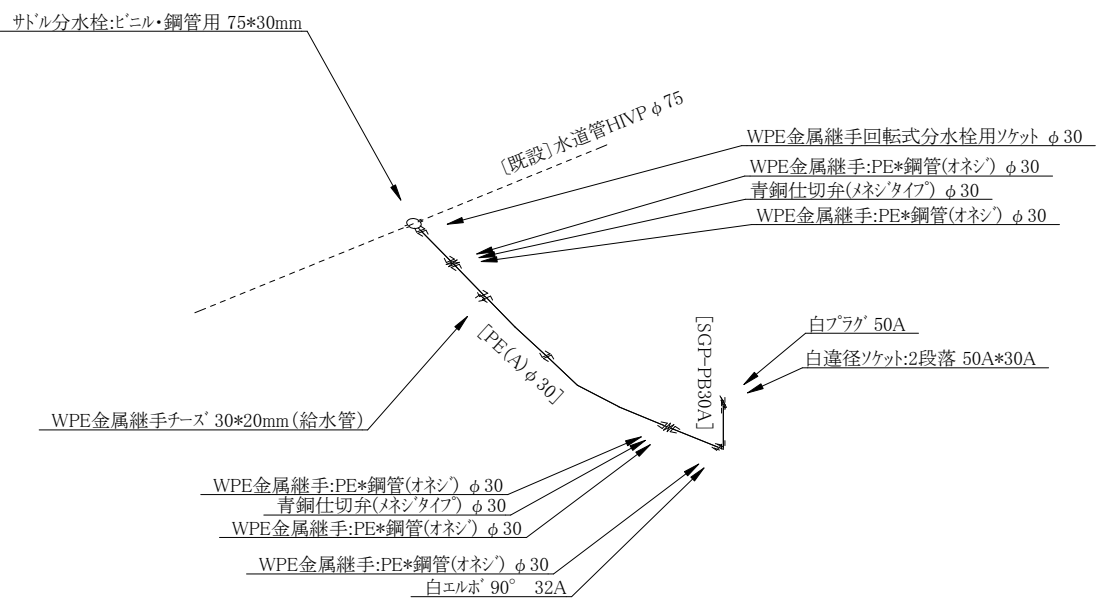 サドル分水栓:ビニル・鋼管用 75*30mm
[既設]水道管HIVPφ75
WPE金属継手回転式分水栓用ソケット φ30
WPE金属継手:PE*鋼管(オネジ) φ30
青銅仕切弁(メネジタイプ) φ30
WPE金属継手:PE*鋼管(オネジ) φ30
白プラグ 50A
白違径ソケット:2段落 50A*30A
[SGP-PB30A]
[PE(A)φ30]
WPE金属継手チーズ 30*20mm(給水管)
WPE金属継手:PE*鋼管(オネジ) φ30
青銅仕切弁(メネジタイプ) φ30
WPE金属継手:PE*鋼管(オネジ) φ30
WPE金属継手:PE*鋼管(オネジ) φ30
白エルボ 90° 32A